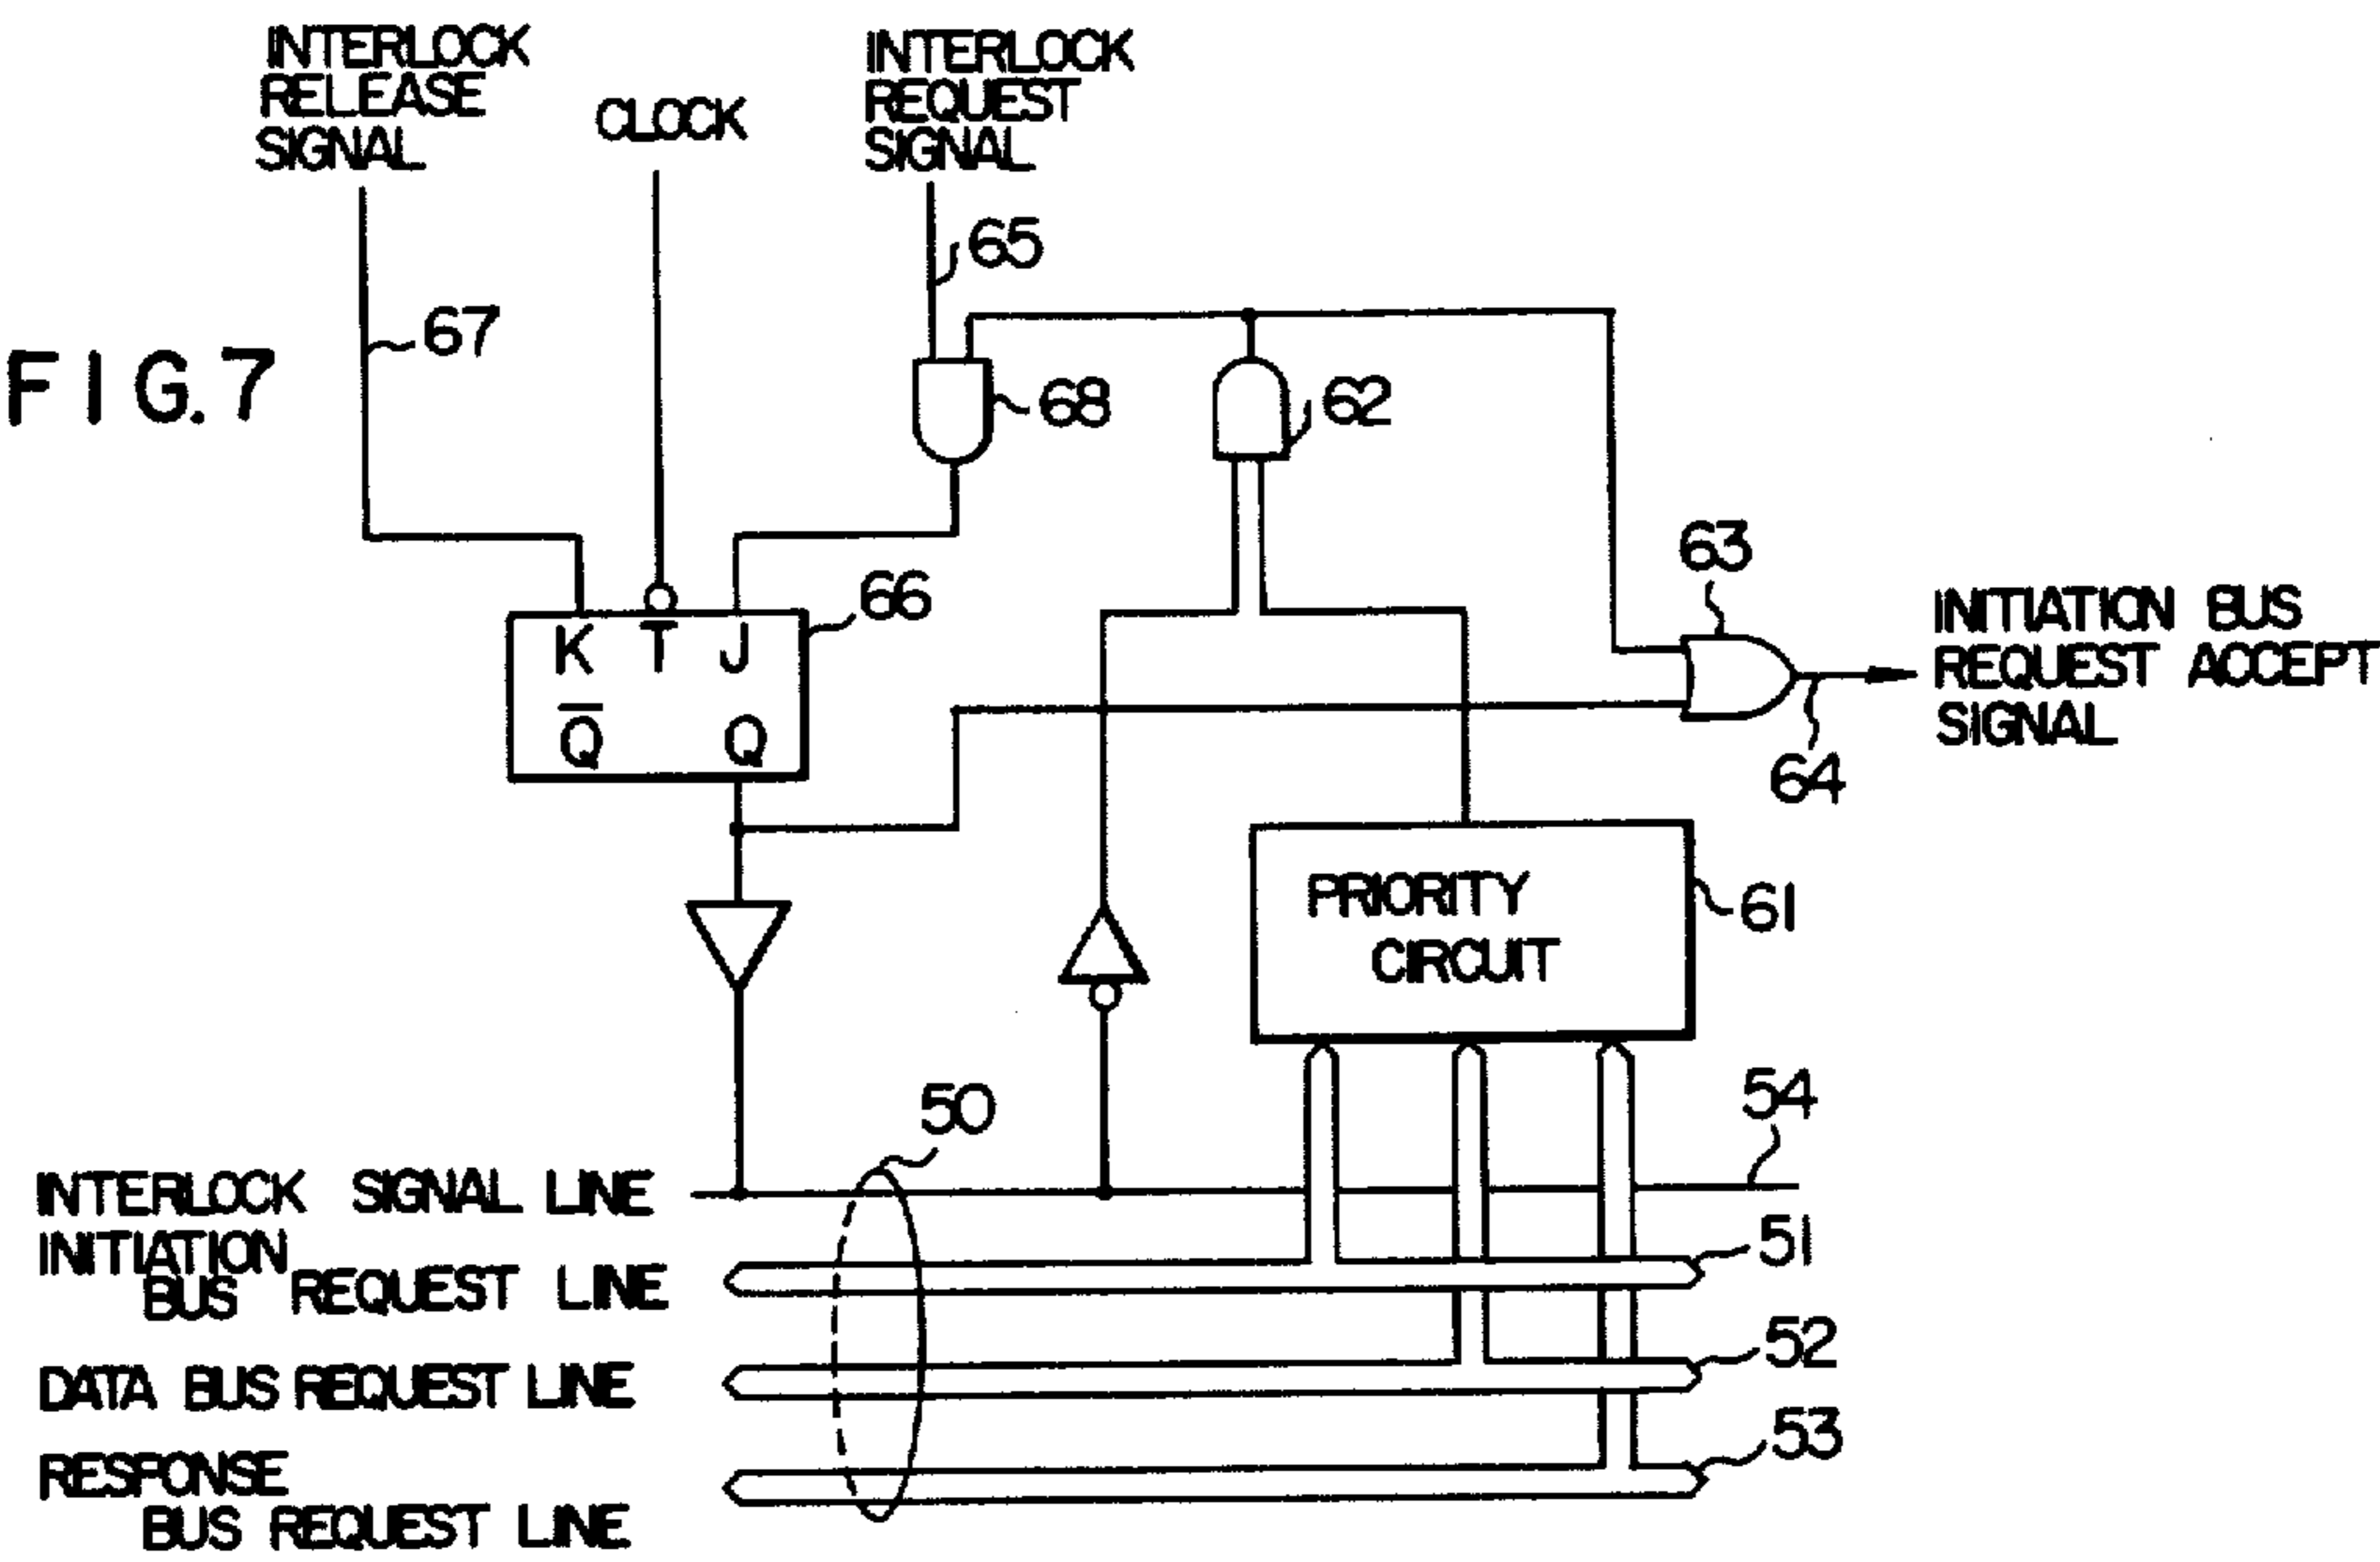 INTERLOCK
RELEASE
SIGNAL
CLOCK
INTERLOCK
REQUEST
SIGNAL
65
67
FIG. 7
68
62
63
66
K T J
Q̅ Q
INITIATION BUS
REQUEST ACCEPT
SIGNAL
64
PRIORITY
CIRCUIT
61
50
54
INTERLOCK SIGNAL LINE
INITIATION
BUS REQUEST LINE
51
DATA BUS REQUEST LINE
52
RESPONSE
BUS REQUEST LINE
53